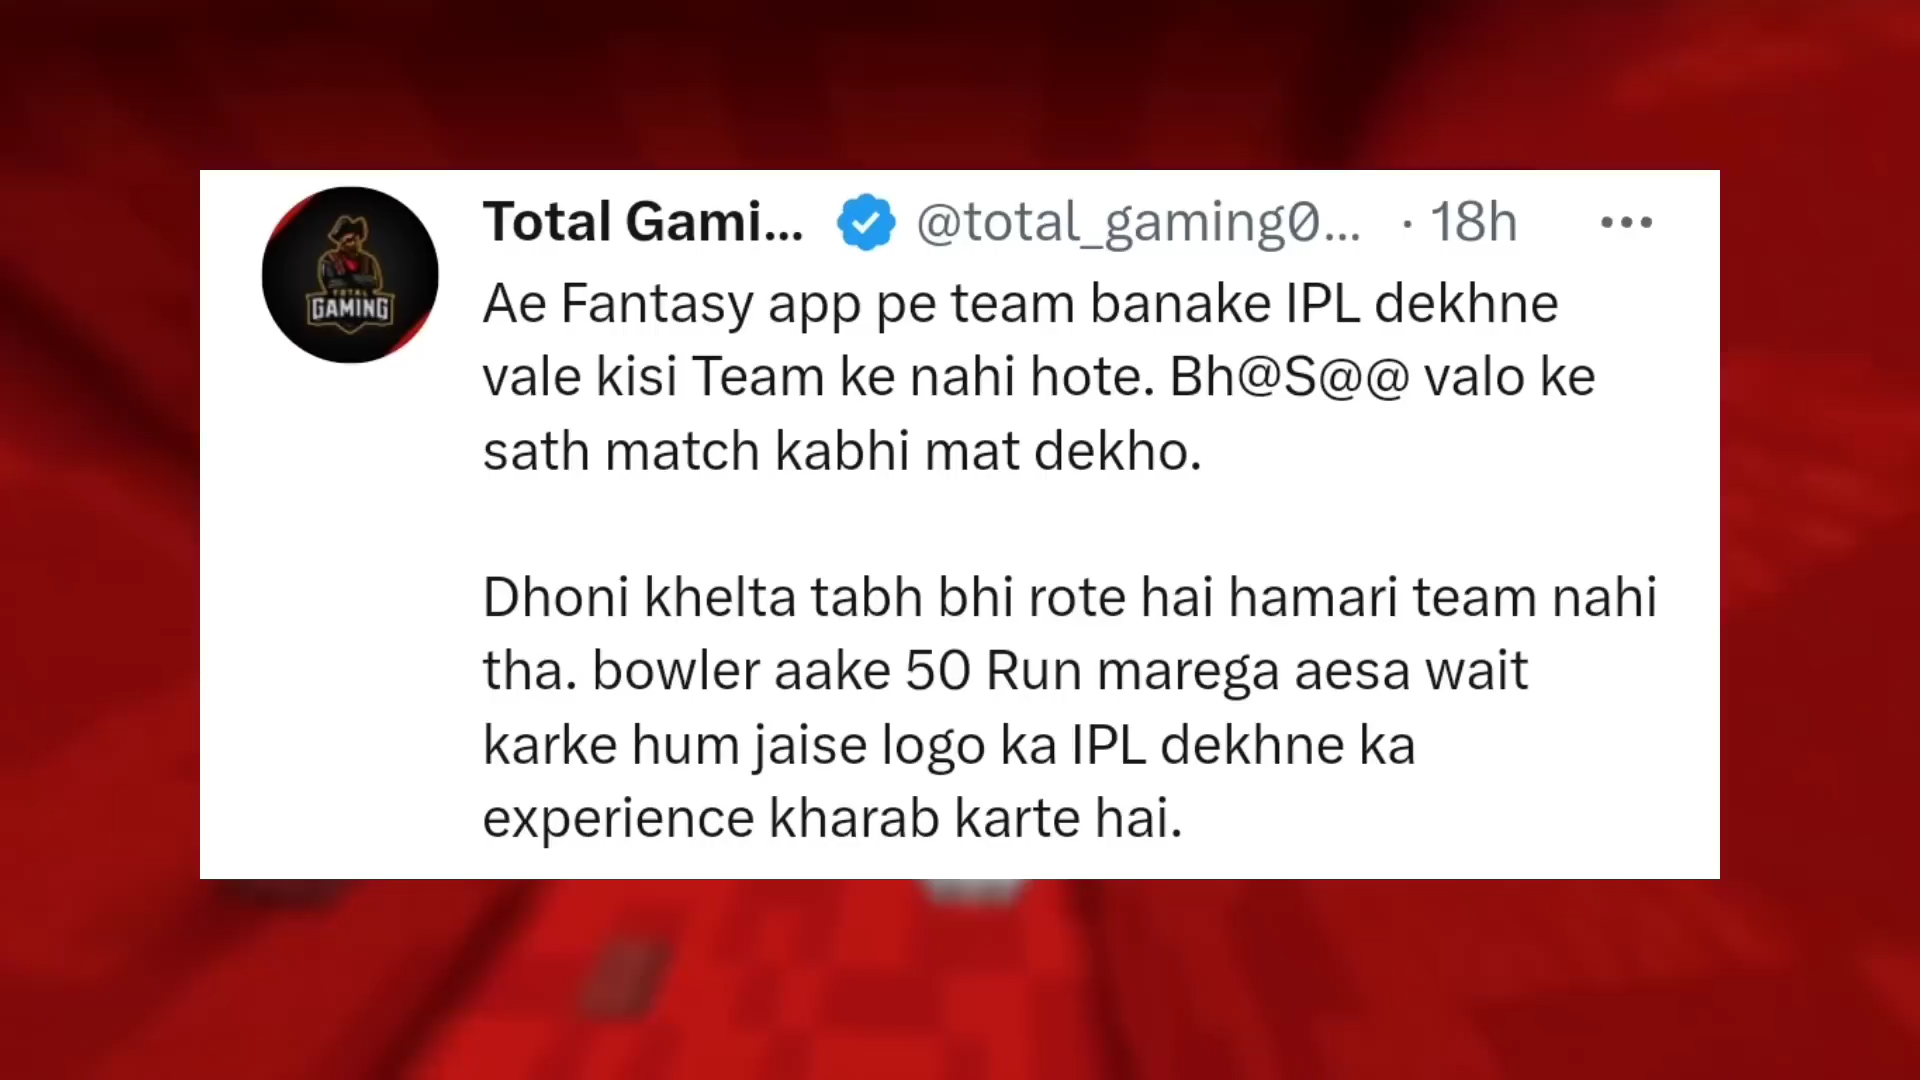 Total Gami... @total_gaming0... · 18h
Ae Fantasy app pe team banake IPL dekhne
vale kisi Team ke nahi hote. Bh@S@@ valo ke
sath match kabhi mat dekho.
Dhoni khelta tabh bhi rote hai hamari team nahi
tha. bowler aake 50 Run marega aesa wait
karke hum jaise logo ka IPL dekhne ka
experience kharab karte hai.
TOTAL
GAMING